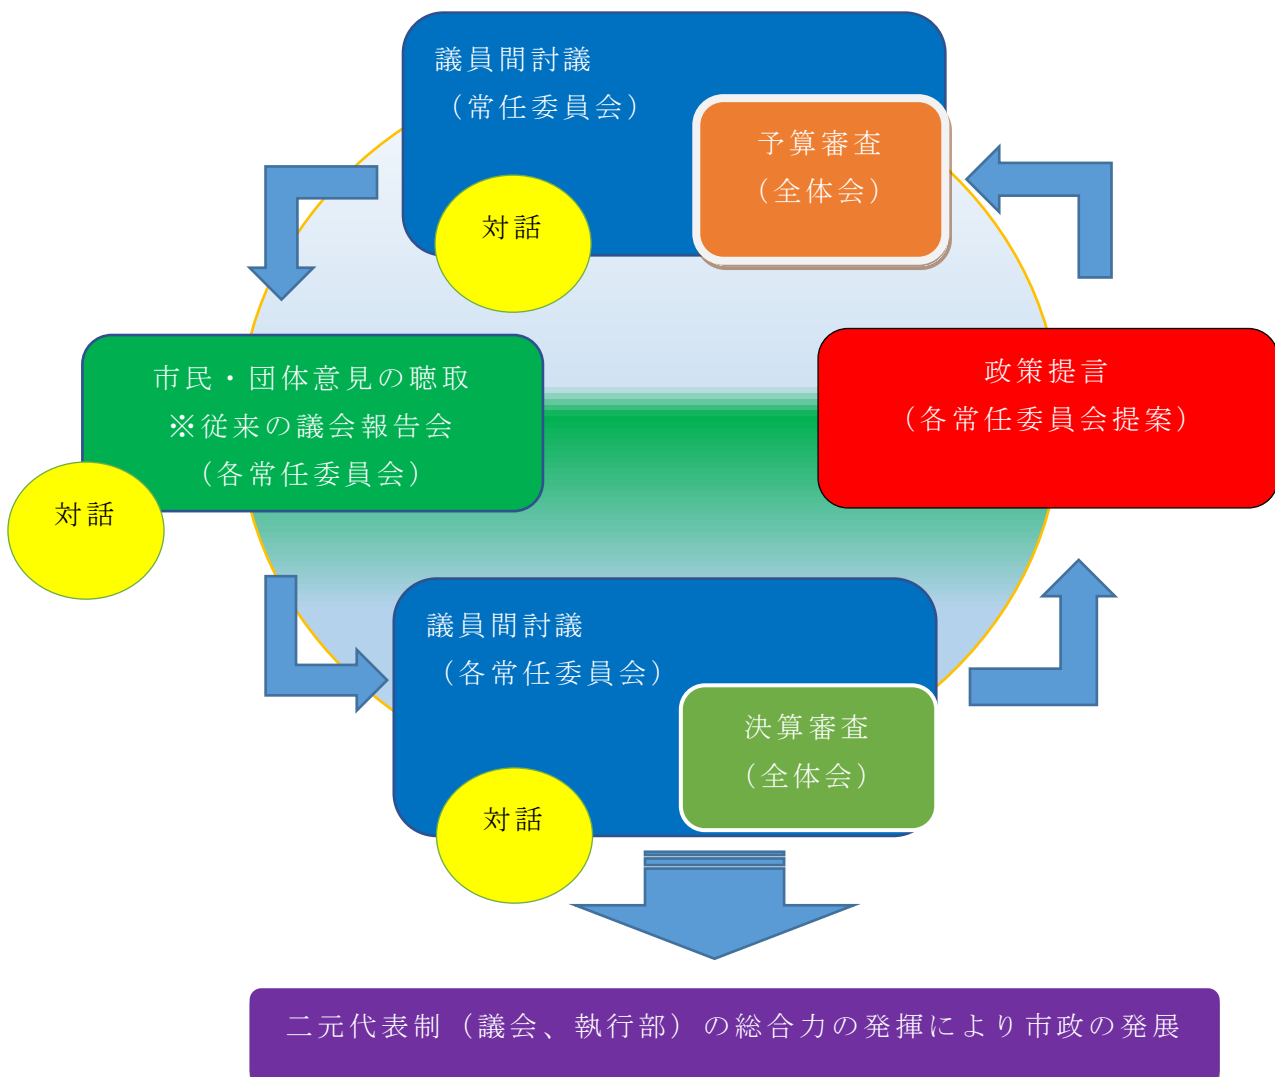 議員間討議
（常任委員会）
予算審査
（全体会）
対話
市民・団体意見の聴取
※従来の議会報告会
（各常任委員会）
対話
政策提言
（各常任委員会提案）
議員間討議
（各常任委員会）
決算審査
（全体会）
対話
二元代表制（議会、執行部）の総合力の発揮により市政の発展